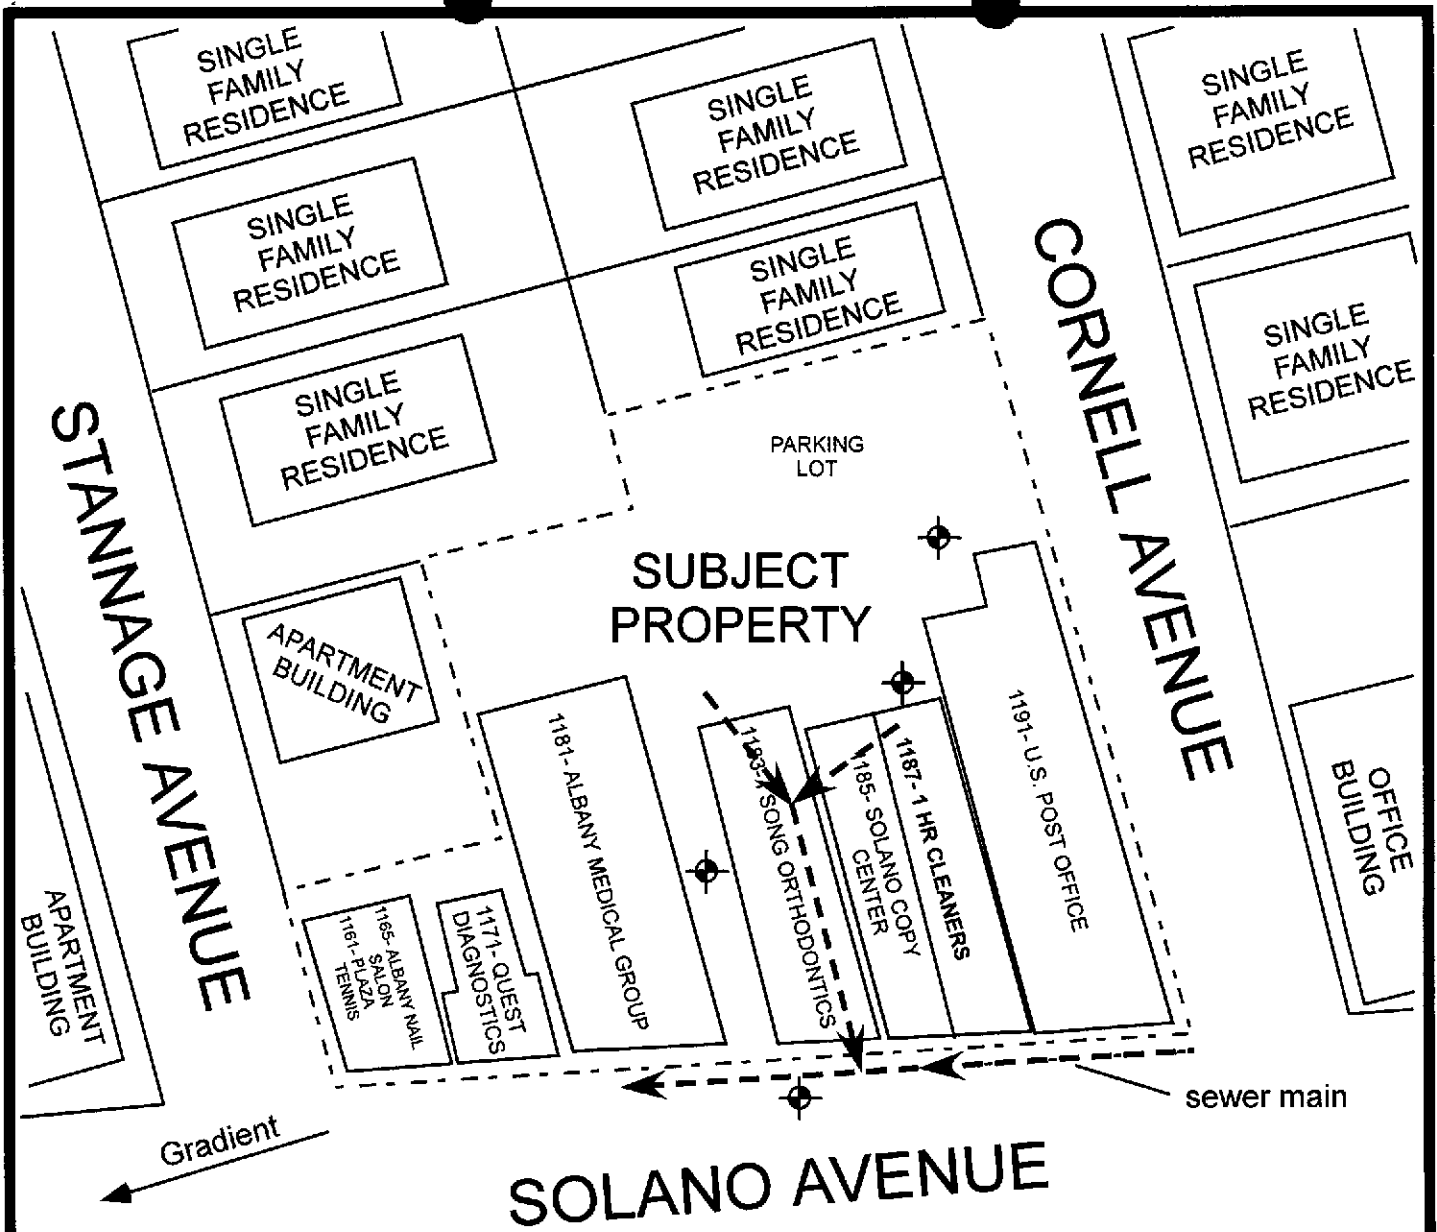 SINGLE
FAMILY
RESIDENCE
SINGLE
FAMILY
RESIDENCE
SINGLE
FAMILY
RESIDENCE
SINGLE
FAMILY
RESIDENCE
SINGLE
FAMILY
RESIDENCE
SINGLE
FAMILY
RESIDENCE
SINGLE
FAMILY
RESIDENCE
CORNELL AVENUE
STANNAGE AVENUE
PARKING
LOT
SUBJECT
PROPERTY
APARTMENT
BUILDING
1181- ALBANY MEDICAL GROUP
SONG ORTHODONTICS
1185- SOLANO COPY
CENTER
1187- 1 HR CLEANERS
1191- U.S. POST OFFICE
OFFICE
BUILDING
APARTMENT
BUILDING
1165- ALBANY NAIL
SALON
1161- PLAZA
TENNIS
1171- QUEST
DIAGNOSTICS
sewer main
Gradient
SOLANO AVENUE